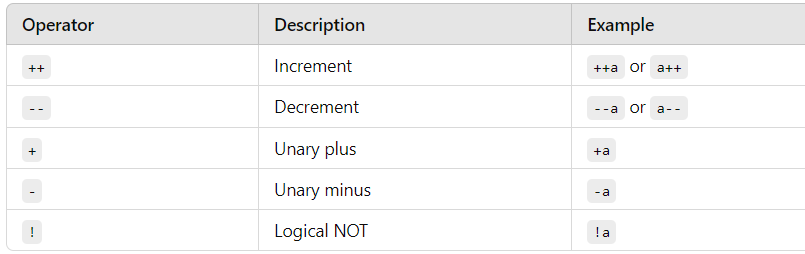 Operator Description Example
++ Increment ++a or a++
-- Decrement --a or a--
+ Unary plus +a
- Unary minus -a
! Logical NOT !a